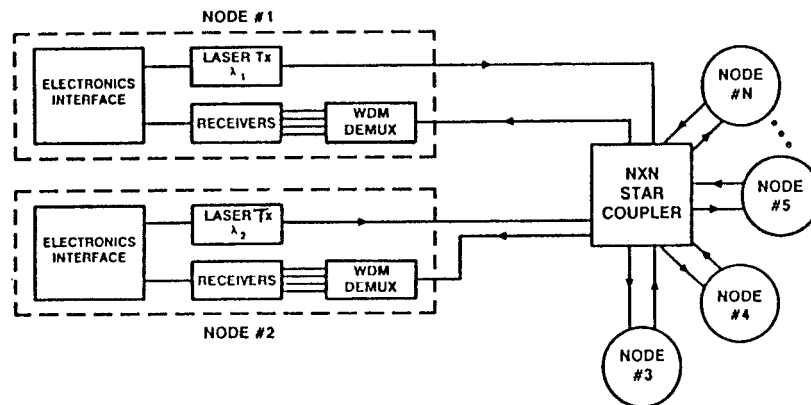 NODE #1
ELECTRONICS
INTERFACE
LASER Tx
λ1
RECEIVERS
WDM
DEMUX
NODE #2
ELECTRONICS
INTERFACE
LASER Tx
λ2
RECEIVERS
WDM
DEMUX
NXN
STAR
COUPLER
NODE
#N
NODE
#5
NODE
#4
NODE
#3